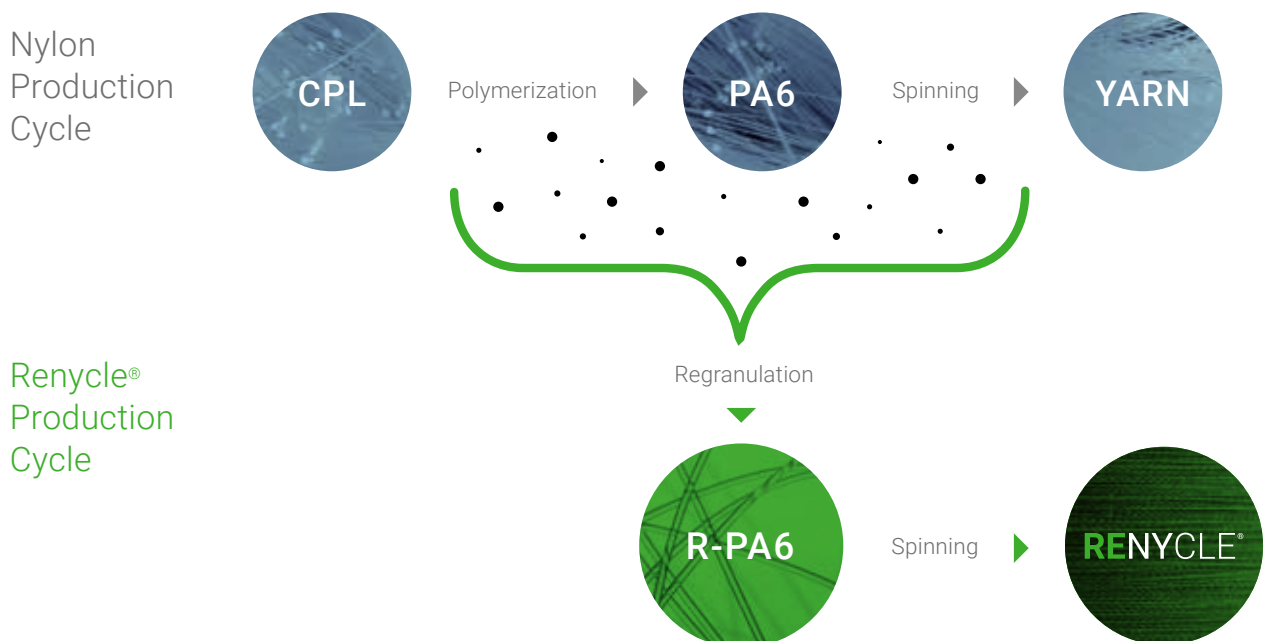 Nylon
Production
Cycle
CPL
Polymerization
PA6
Spinning
YARN
Renycle®
Production
Cycle
Regranulation
R-PA6
Spinning
RENYCLE®